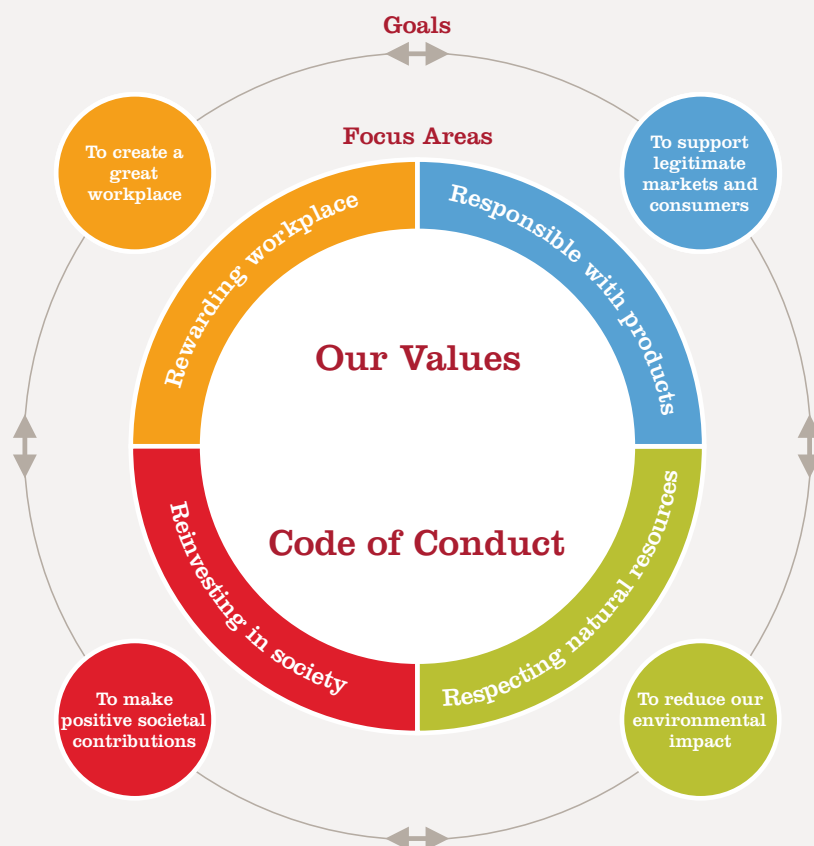 Goals
To create a
great
workplace
To support
legitimate
markets and
consumers
Focus Areas
Rewarding workplace
Responsible with products
Our Values
Code of Conduct
Reinvesting in society
Respecting natural resources
To make
positive societal
contributions
To reduce our
environmental
impact